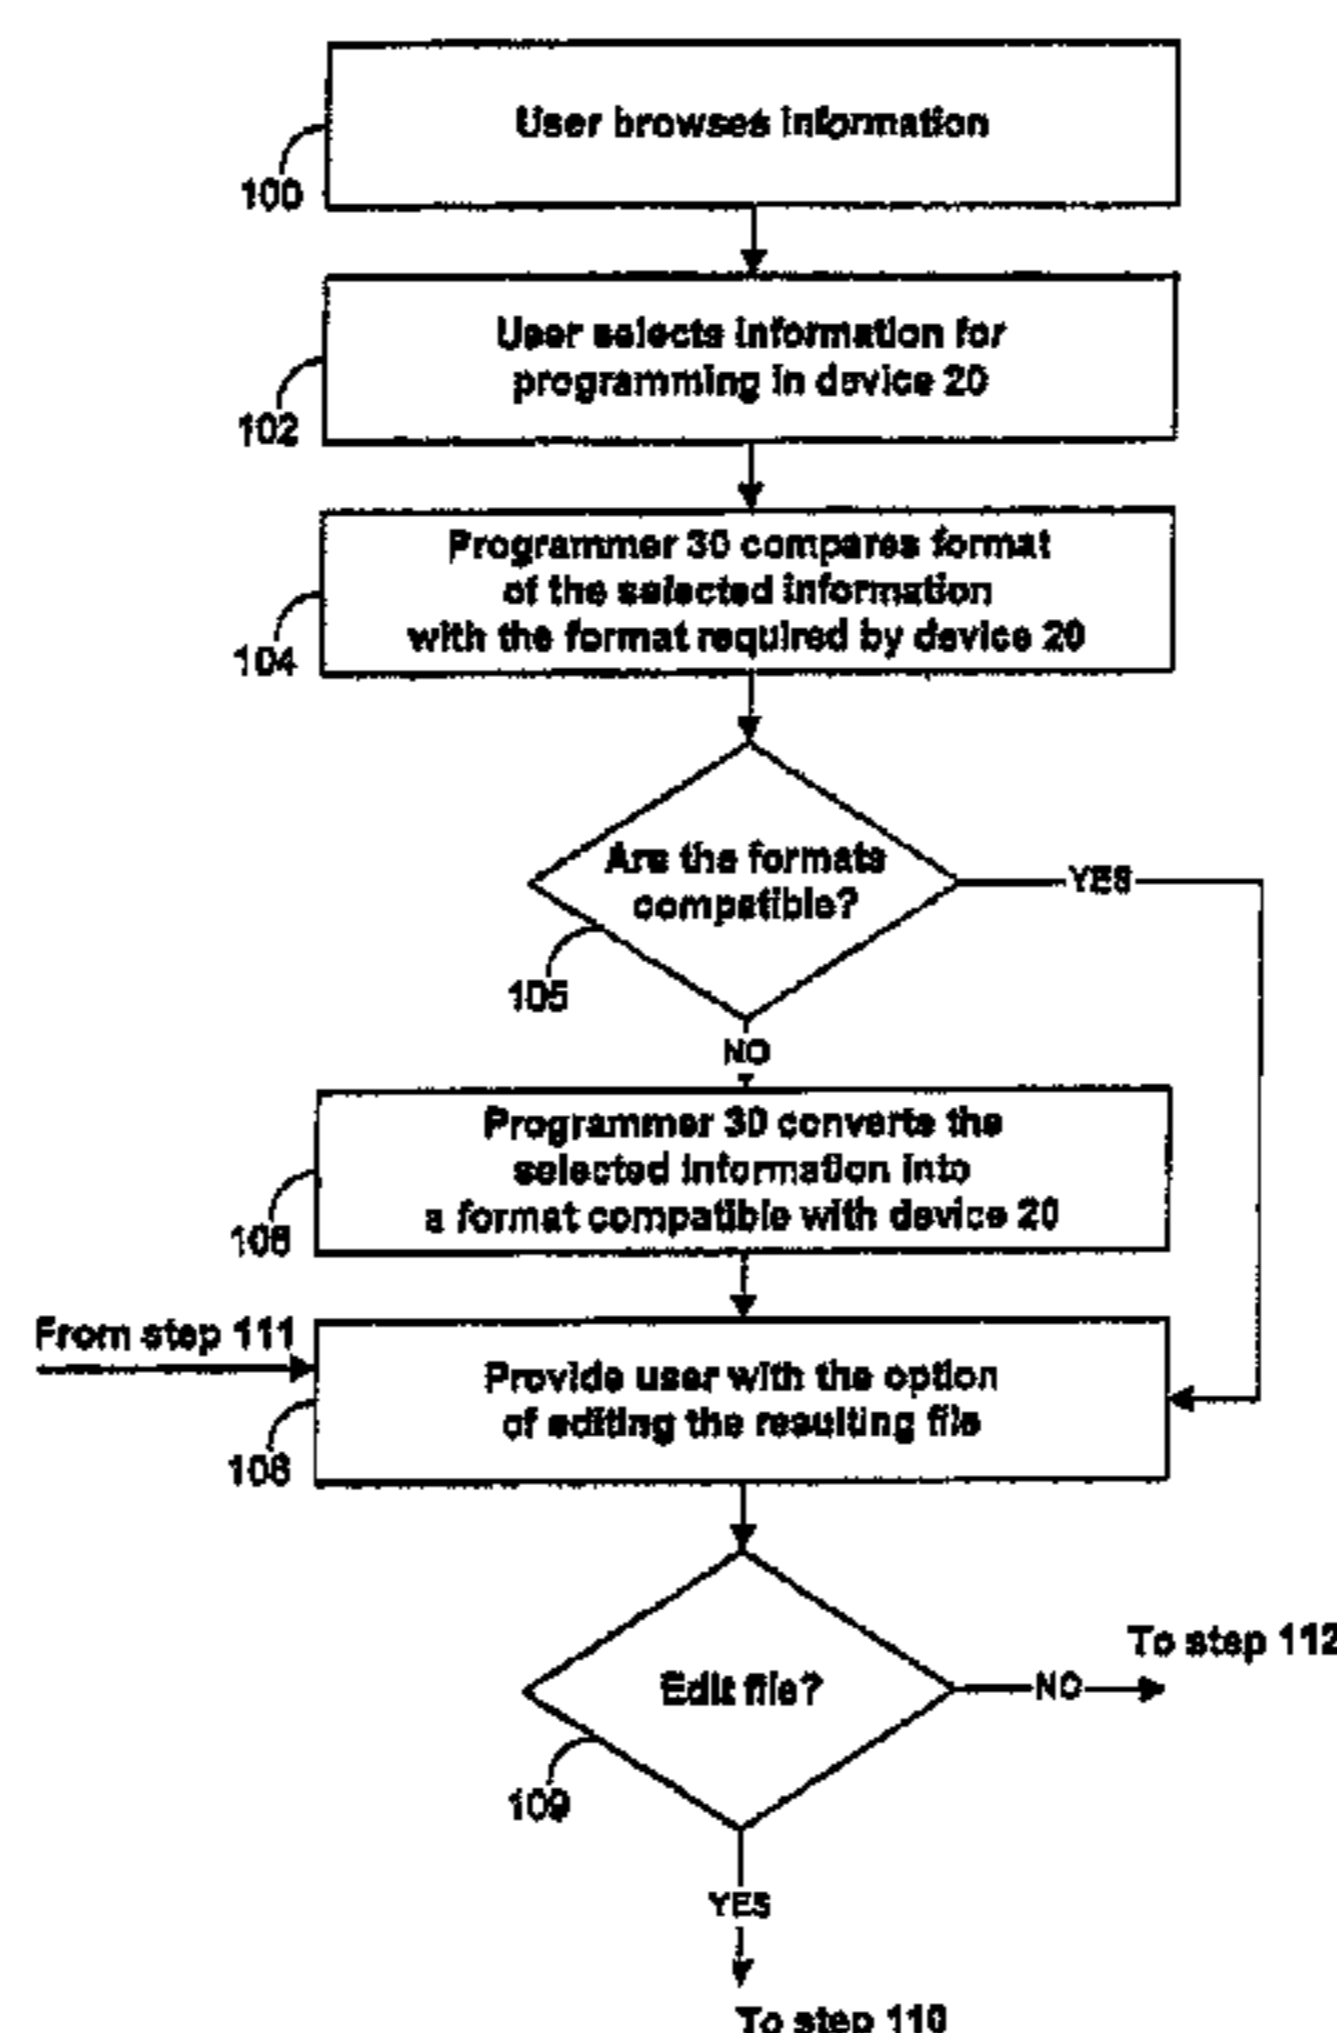 User browses information
100
User selects information for
programming in device 20
102
Programmer 30 compares format
of the selected information
with the format required by device 20
104
Are the formats
compatible?
YES
105
NO
Programmer 30 converts the
selected information into
a format compatible with device 20
106
From step 111
Provide user with the option
of editing the resulting file
108
To step 112
Edit file?
NO
109
YES
To step 110